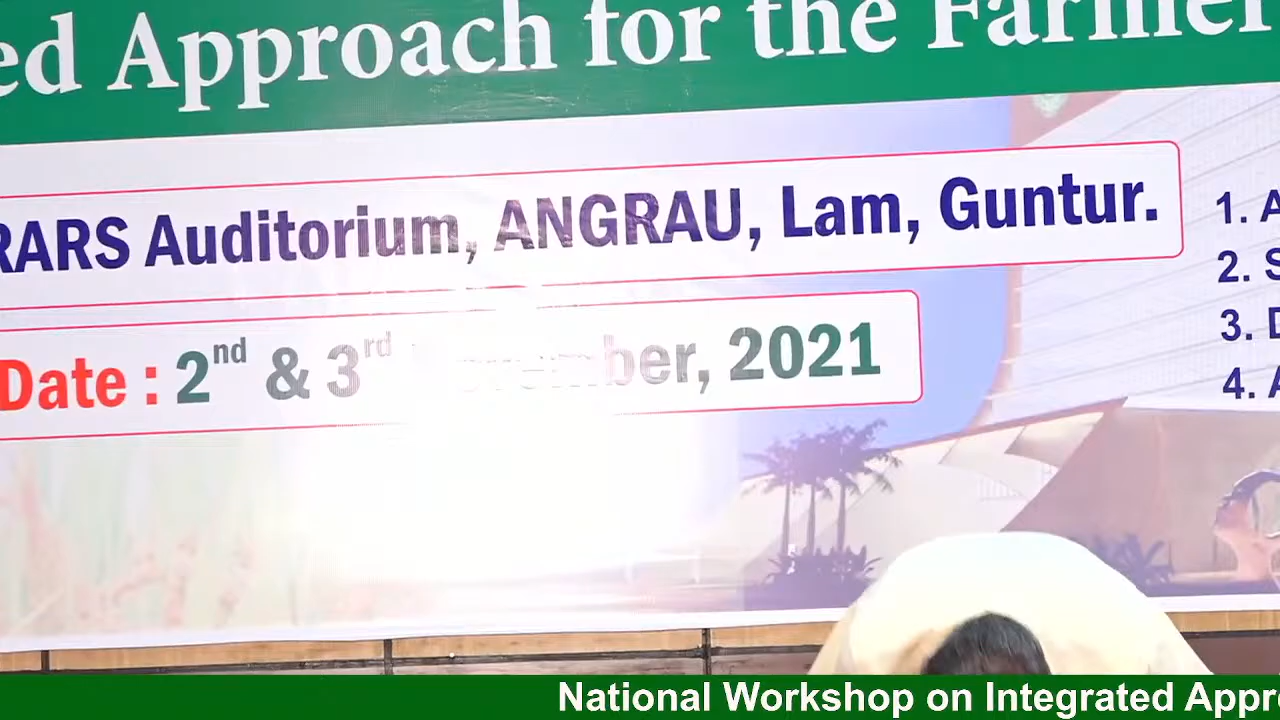 ed Approach for the Farmer
RARS Auditorium, ANGRAU, Lam, Guntur.
Date : 2nd & 3rd ber, 2021
1. A
2. S
3. D
4. A
National Workshop on Integrated Appr